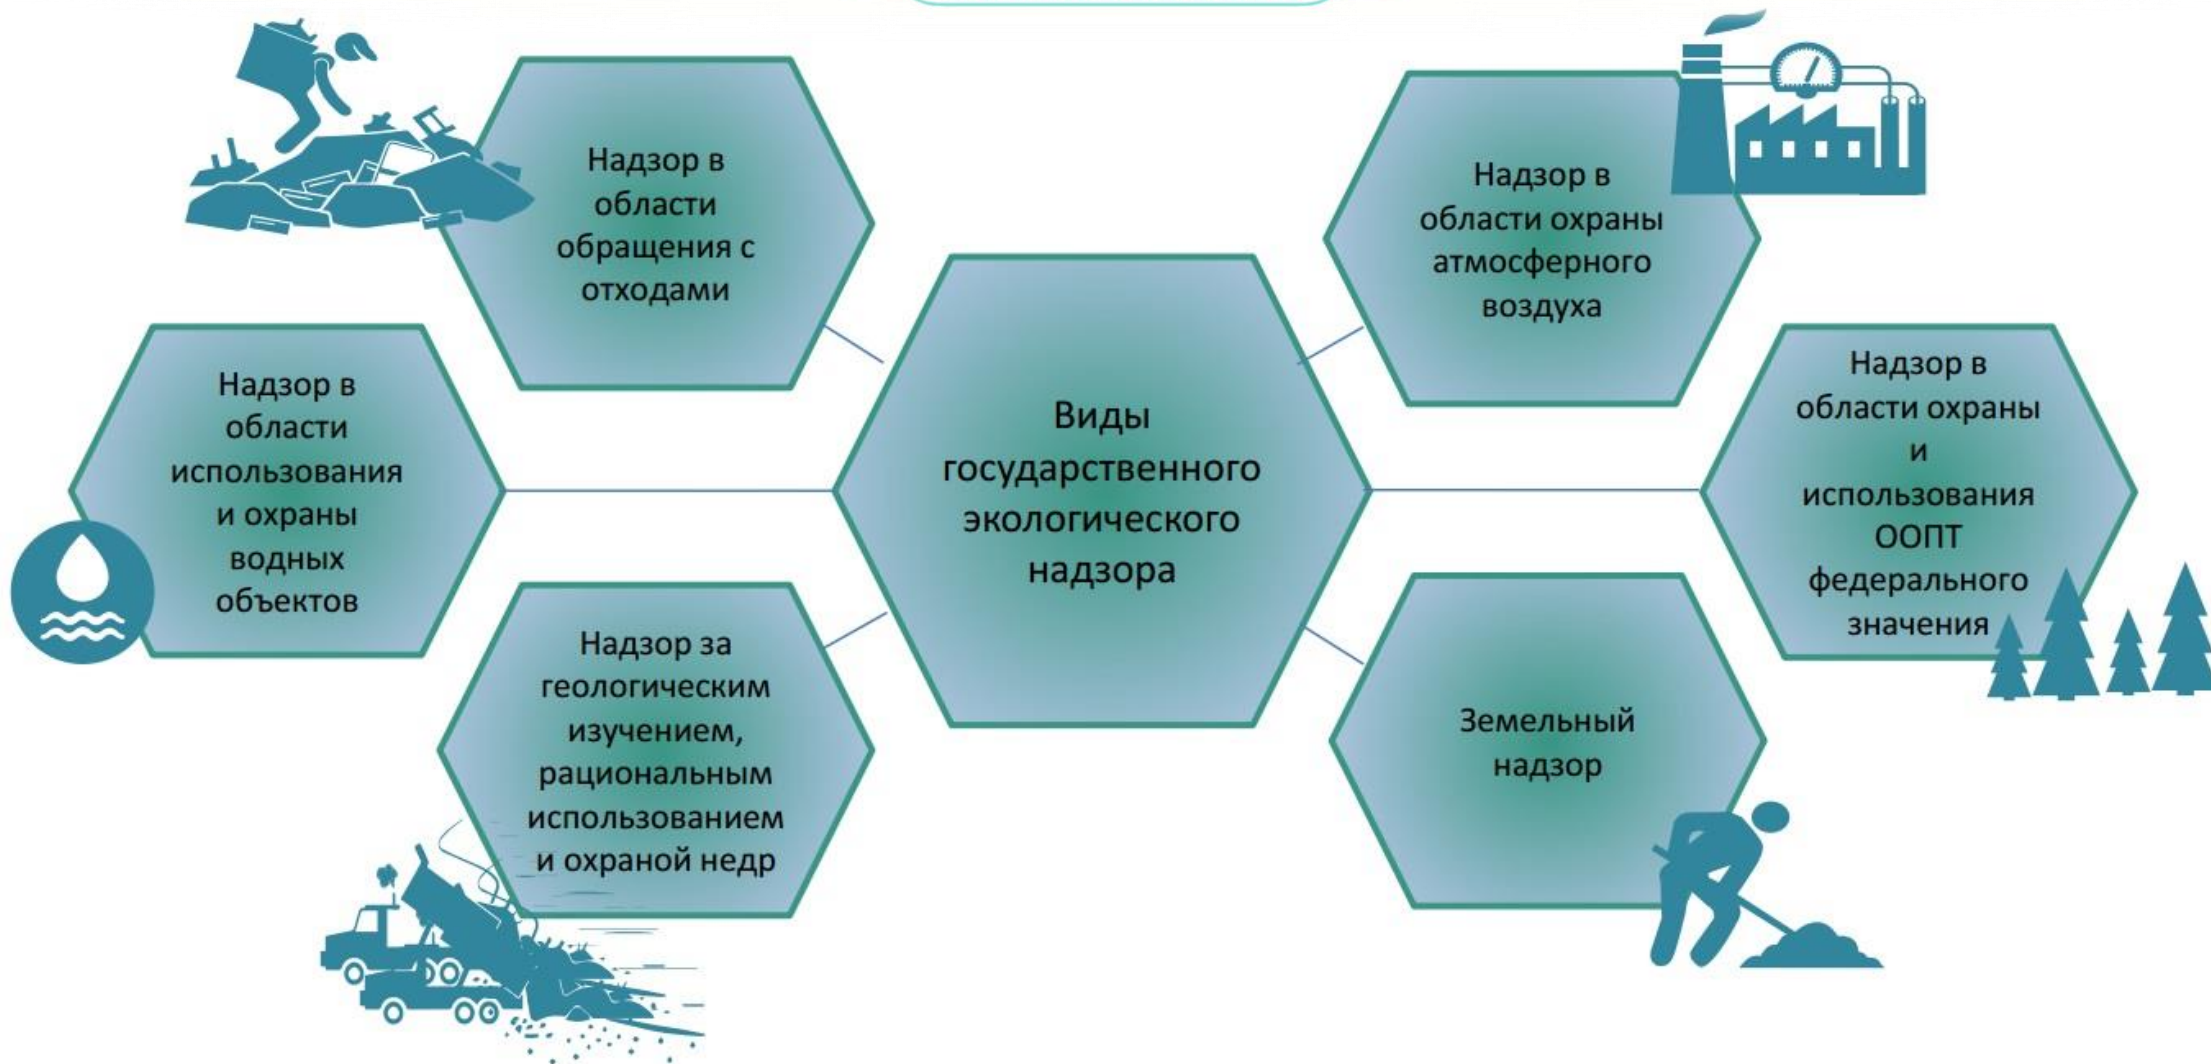 Надзор в
области
обращения с
отходами
Надзор в
области охраны
атмосферного
воздуха
Надзор в
области
использования
и охраны
водных
объектов
Виды
государственного
экологического
надзора
Надзор в
области охраны
и
использования
ООПТ
федерального
значения
Надзор за
геологическим
изучением,
рациональным
использованием
и охраной недр
Земельный
надзор